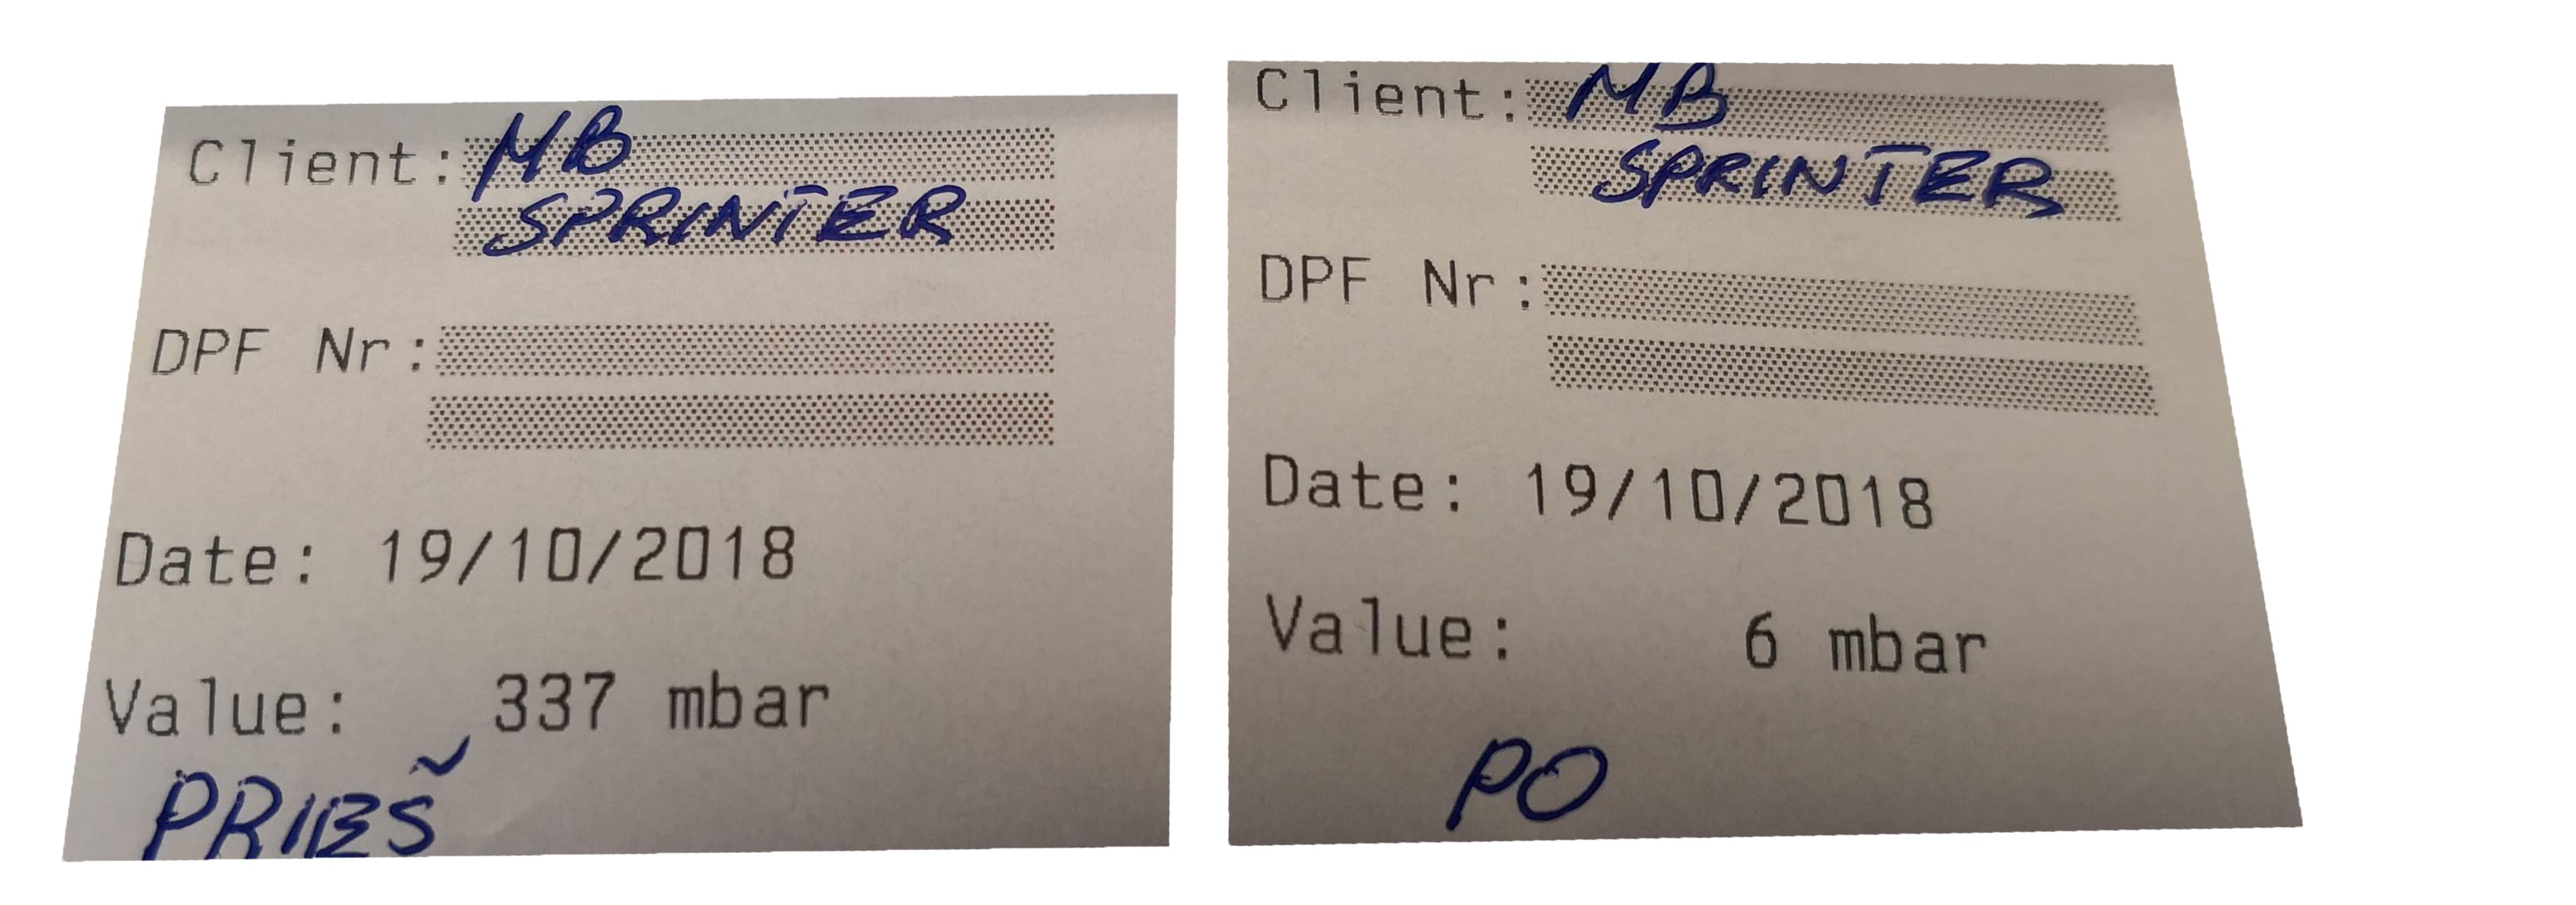 Client: MB
SPRINTER
DPF Nr:
Date: 19/10/2018
Value: 337 mbar
PRIEŠ
Client: MB
SPRINTER
DPF Nr:
Date: 19/10/2018
Value: 6 mbar
PO